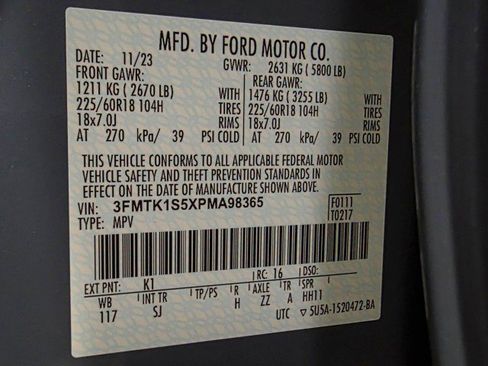 MFD. BY FORD MOTOR CO.
DATE: 11/23 GVWR: 2631 KG ( 5800 LB)
FRONT GAWR: REAR GAWR:
1211 KG ( 2670 LB) WITH 1476 KG ( 3255 LB) WITH
225/60R18 104H TIRES 225/60R18 104H TIRES
18x7.0J RIMS 18x7.0J RIMS
AT 270 kPa/ 39 PSI COLD AT 270 kPa/ 39 PSI COLD
THIS VEHICLE CONFORMS TO ALL APPLICABLE FEDERAL MOTOR
VEHICLE SAFETY AND THEFT PREVENTION STANDARDS IN
EFFECT ON THE DATE OF MANUFACTURE SHOWN ABOVE.
VIN: 3FMTK1S5XPMA98365 F0111
TYPE: MPV T0217
EXT PNT: K1 RC: 16 DSO:
WB INT TR TP/PS R AXLE TR SPR
117 SJ H ZZ A HH11
UTC ▽ 5U5A-1520472-BA